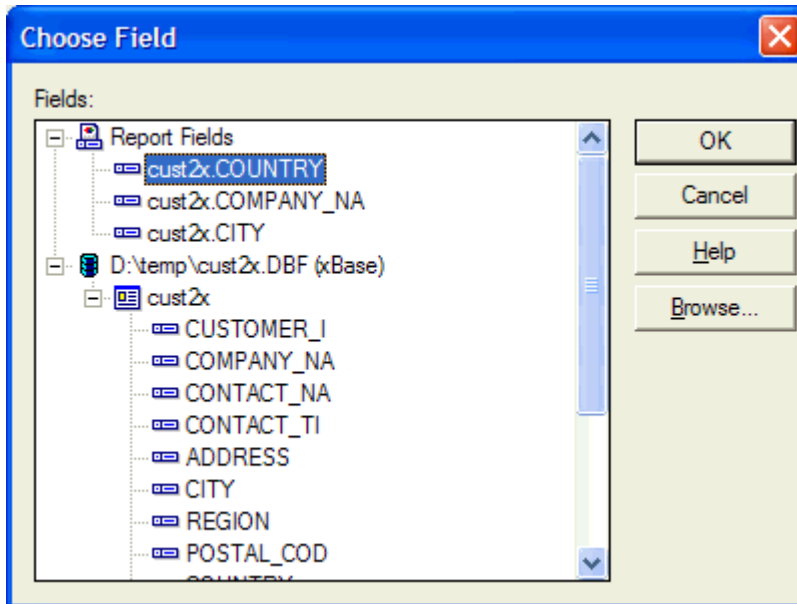 Choose Field
Fields:
Report Fields
cust2x.COUNTRY
cust2x.COMPANY_NA
cust2x.CITY
D:\temp\cust2x.DBF (xBase)
cust2x
CUSTOMER_I
COMPANY_NA
CONTACT_NA
CONTACT_TI
ADDRESS
CITY
REGION
POSTAL_COD
COUNTRY
OK
Cancel
Help
Browse...